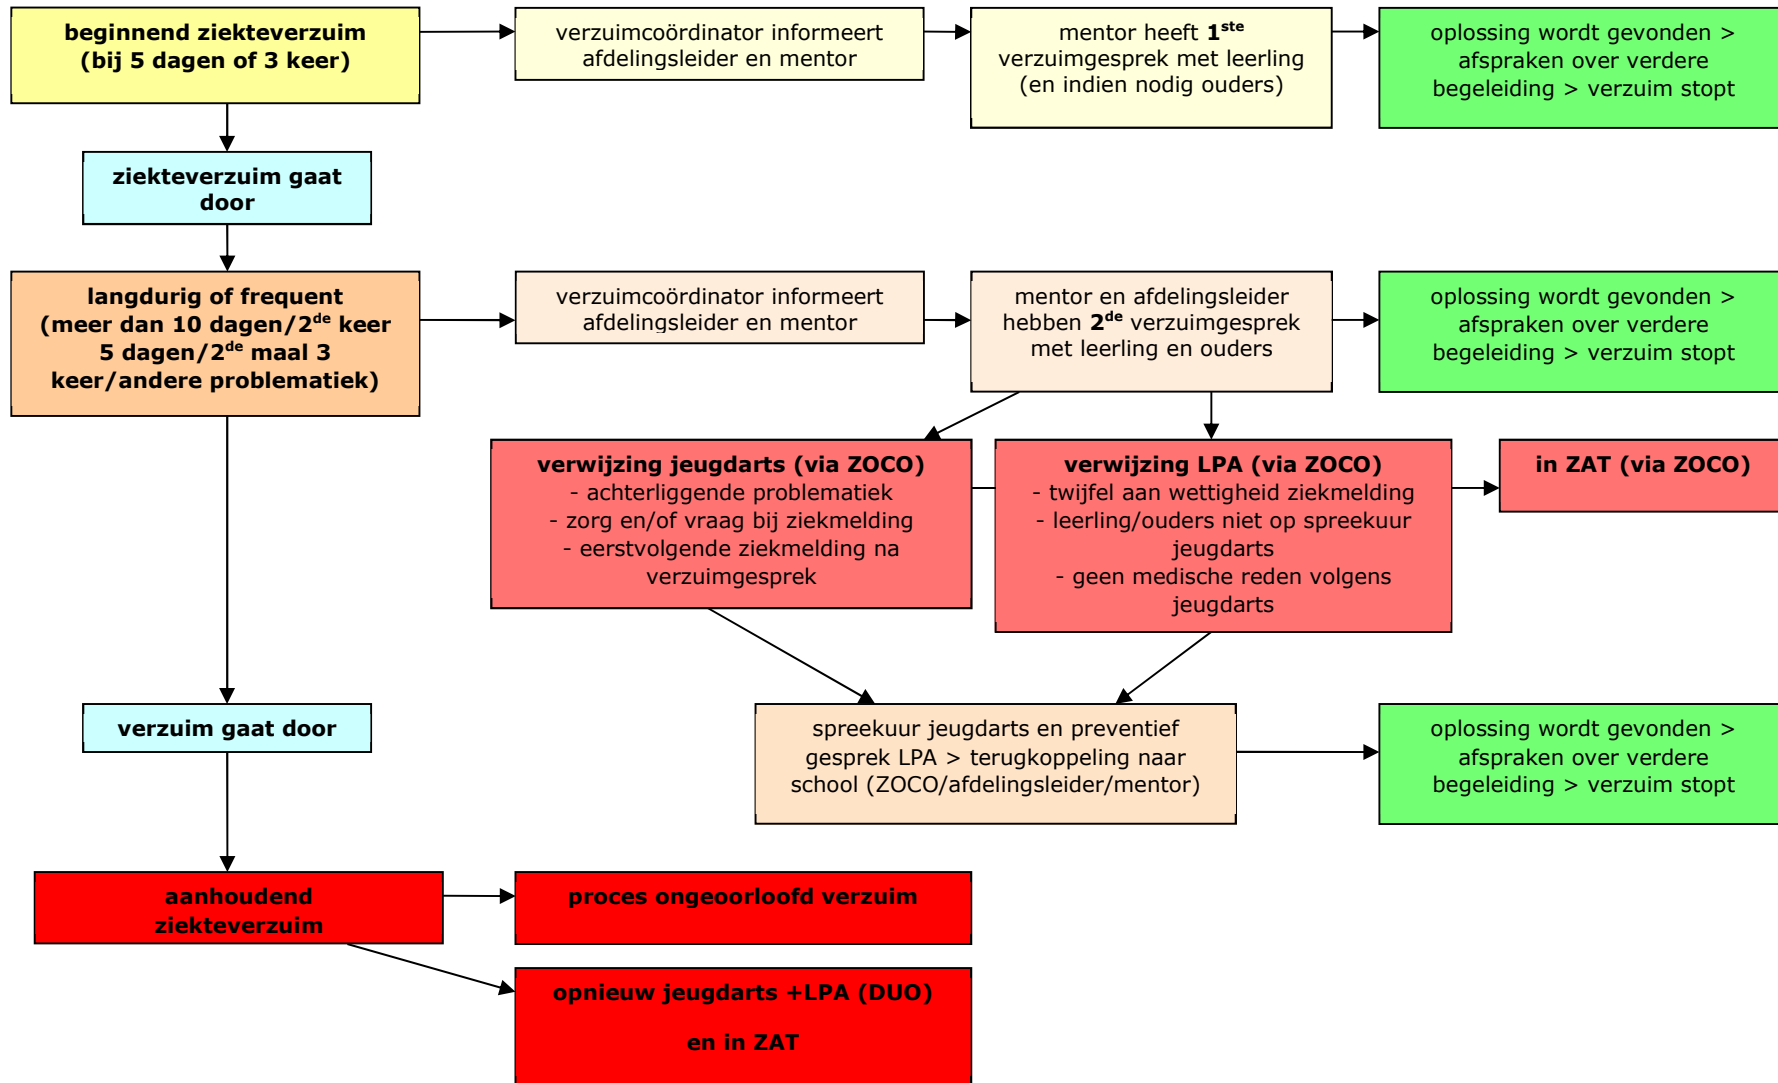 beginnend ziekteverzuim
(bij 5 dagen of 3 keer)
verzuimcoördinator informeert
afdelingsleider en mentor
mentor heeft 1ste
verzuimgesprek met leerling
(en indien nodig ouders)
oplossing wordt gevonden >
afspraken over verdere
begeleiding > verzuim stopt
ziekteverzuim gaat
door
langdurig of frequent
(meer dan 10 dagen/2de keer
5 dagen/2de maal 3
keer/andere problematiek)
verzuimcoördinator informeert
afdelingsleider en mentor
mentor en afdelingsleider
hebben 2de verzuimgesprek
met leerling en ouders
oplossing wordt gevonden >
afspraken over verdere
begeleiding > verzuim stopt
verwijzing jeugdarts (via ZOCO)
- achterliggende problematiek
- zorg en/of vraag bij ziekmelding
- eerstvolgende ziekmelding na
verzuimgesprek
verwijzing LPA (via ZOCO)
- twijfel aan wettigheid ziekmelding
- leerling/ouders niet op spreekuur
jeugdarts
- geen medische reden volgens
jeugdarts
in ZAT (via ZOCO)
verzuim gaat door
spreekuur jeugdarts en preventief
gesprek LPA > terugkoppeling naar
school (ZOCO/afdelingsleider/mentor)
oplossing wordt gevonden >
afspraken over verdere
begeleiding > verzuim stopt
aanhoudend
ziekteverzuim
proces ongeoorloofd verzuim
opnieuw jeugdarts +LPA (DUO)
en in ZAT